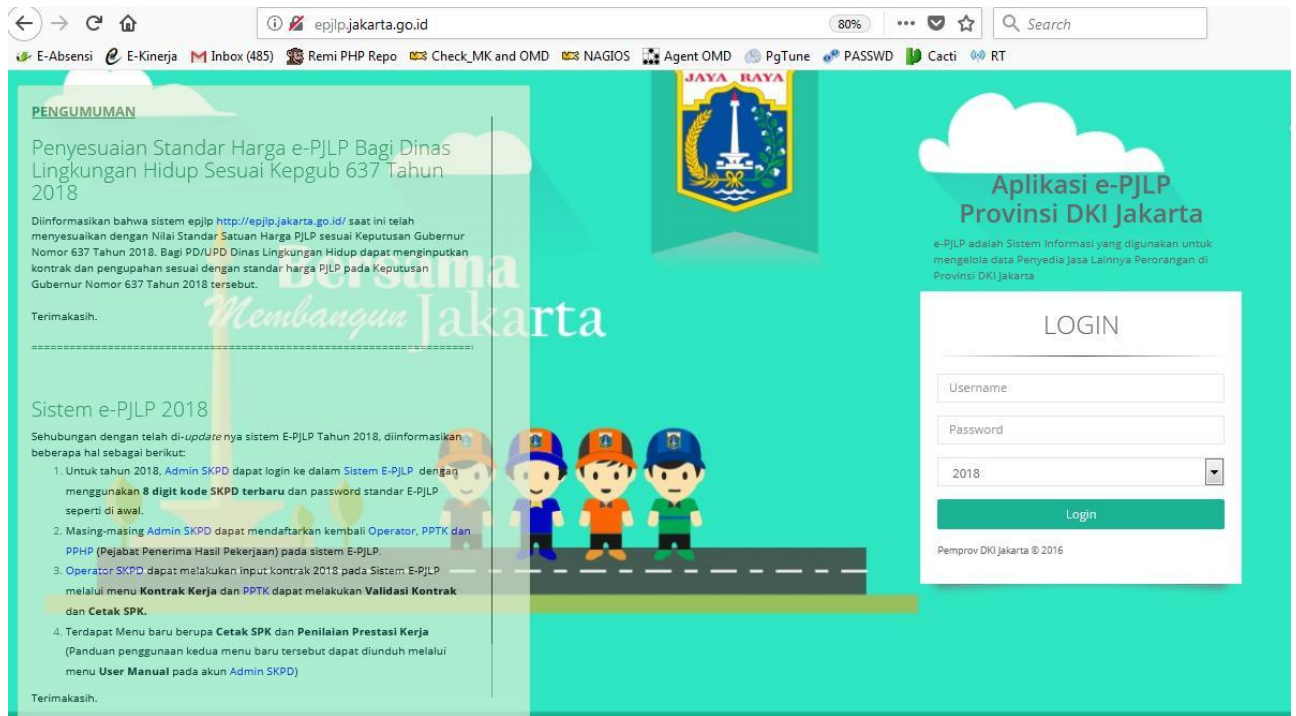 epjlp.jakarta.go.id
80%
Search
E-Absensi
E-Kinerja
Inbox (485)
Remi PHP Repo
Check_MK and OMD
NAGIOS
Agent OMD
PgTune
PASSWD
Cacti
RT
JAYA RAYA
PENGUMUMAN
Penyesuaian Standar Harga e-PJLP Bagi Dinas
Lingkungan Hidup Sesuai Kepgub 637 Tahun
2018
Diinformasikan bahwa sistem epjlp http://epjlp.jakarta.go.id/ saat ini telah
menyesuaikan dengan Nilai Standar Satuan Harga PJLP sesuai Keputusan Gubernur
Nomor 637 Tahun 2018. Bagi PD/UPD Dinas Lingkungan Hidup dapat menginputkan
kontrak dan pengupahan sesuai dengan standar harga PJLP pada Keputusan
Gubernur Nomor 637 Tahun 2018 tersebut.
Terimakasih.
Bersama
Membangun Jakarta
Sistem e-PJLP 2018
Sehubungan dengan telah di-update nya sistem E-PJLP Tahun 2018, diinformasikan
beberapa hal sebagai berikut:
1. Untuk tahun 2018, Admin SKPD dapat login ke dalam Sistem E-PJLP dengan
menggunakan 8 digit kode SKPD terbaru dan password standar E-PJLP
seperti di awal.
2. Masing-masing Admin SKPD dapat mendaftarkan kembali Operator, PPTK dan
PPHP (Pejabat Penerima Hasil Pekerjaan) pada sistem E-PJLP.
3. Operator SKPD dapat melakukan input kontrak 2018 pada Sistem E-PJLP
melalui menu Kontrak Kerja dan PPTK dapat melakukan Validasi Kontrak
dan Cetak SPK.
4. Terdapat Menu baru berupa Cetak SPK dan Penilaian Prestasi Kerja
(Panduan penggunaan kedua menu baru tersebut dapat diunduh melalui
menu User Manual pada akun Admin SKPD)
Terimakasih.
Aplikasi e-PJLP
Provinsi DKI Jakarta
e-PJLP adalah Sistem Informasi yang digunakan untuk
mengelola data Penyedia Jasa Lainnya Perorangan di
Provinsi DKI Jakarta
LOGIN
Username
Password
2018
Login
Pemprov DKI Jakarta © 2016